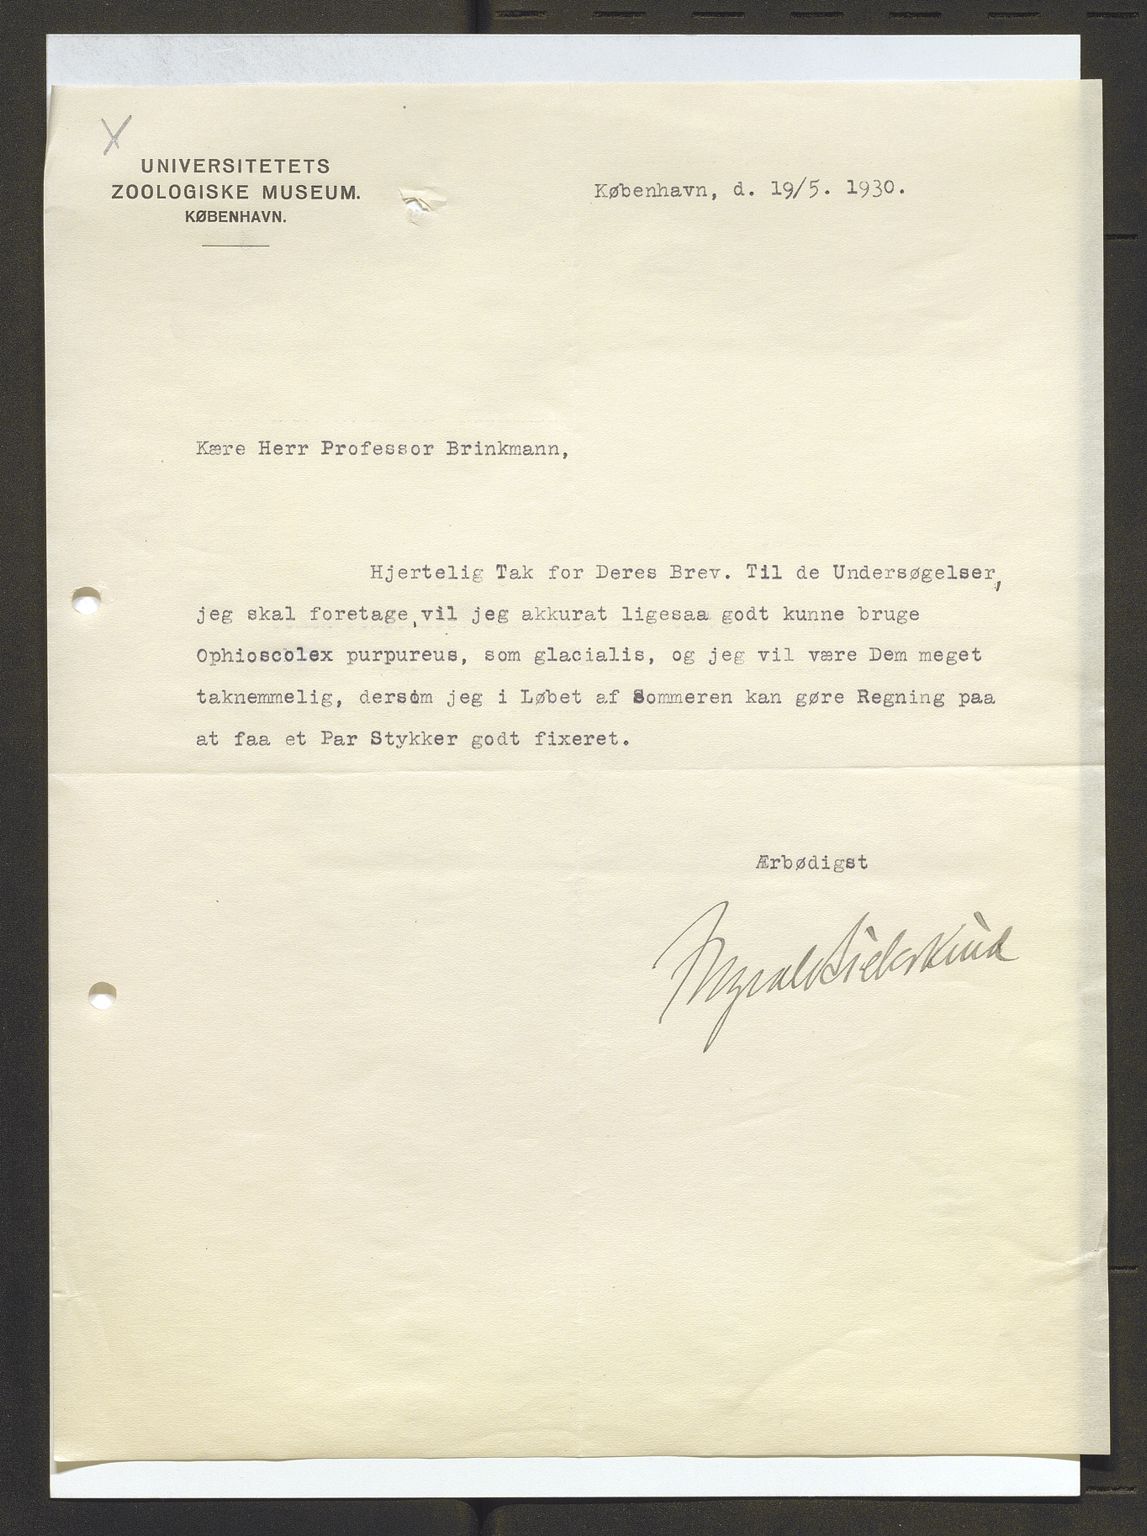 UNIVERSITETETS
ZOOLOGISKE MUSEUM.
KØBENHAVN.
København, d. 19/5. 1930.
Kære Herr Professor Brinkmann,
Hjertelig Tak for Deres Brev. Til de Undersøgelser,
jeg skal foretage, vil jeg akkurat ligesaa godt kunne bruge
Ophioscolex purpureus, som glacialis, og jeg vil være Dem meget
taknemmelig, dersom jeg i Løbet af Sommeren kan gøre Regning paa
at faa et Par Stykker godt fixeret.
Ærbødigst